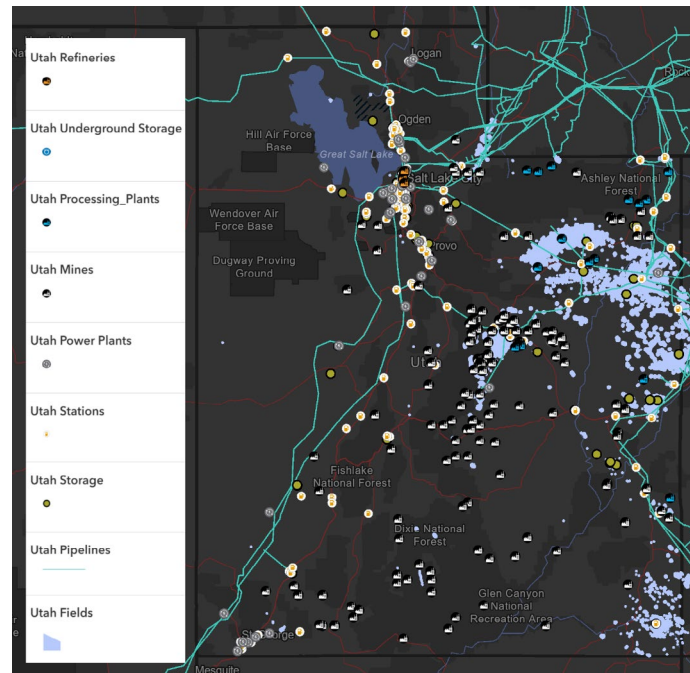 Utah Refineries
Utah Underground Storage
Utah Processing_Plants
Utah Mines
Utah Power Plants
Utah Stations
Utah Storage
Utah Pipelines
Utah Fields
Logan
Ogden
Hill Air Force
Base
Great Salt Lake
Salt Lake City
Ashley National
Forest
Wendover Air
Force Base
Provo
Dugway Proving
Ground
Fishlake
National Forest
Dixie National
Forest
Glen Canyon
National
Recreation Area
Mesquite